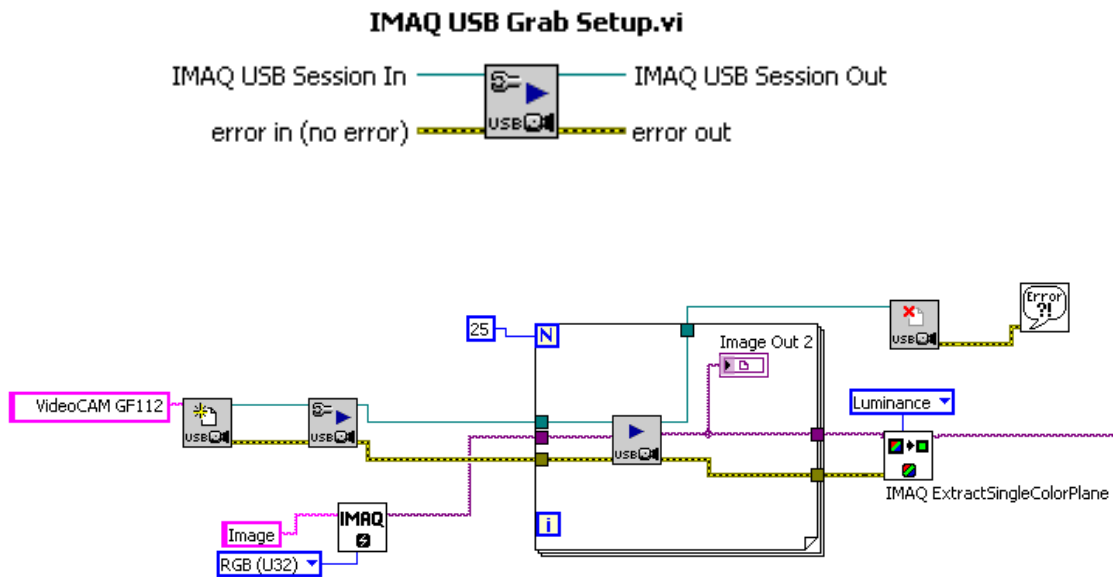 IMAQ USB Grab Setup.vi
IMAQ USB Session In
IMAQ USB Session Out
USB
error in (no error)
error out
Error
?!
25
N
Image Out 2
USB
VideoCAM GF112
Luminance
USB
USB
USB
IMAQ ExtractSingleColorPlane
IMAQ
Image
i
RGB (U32)